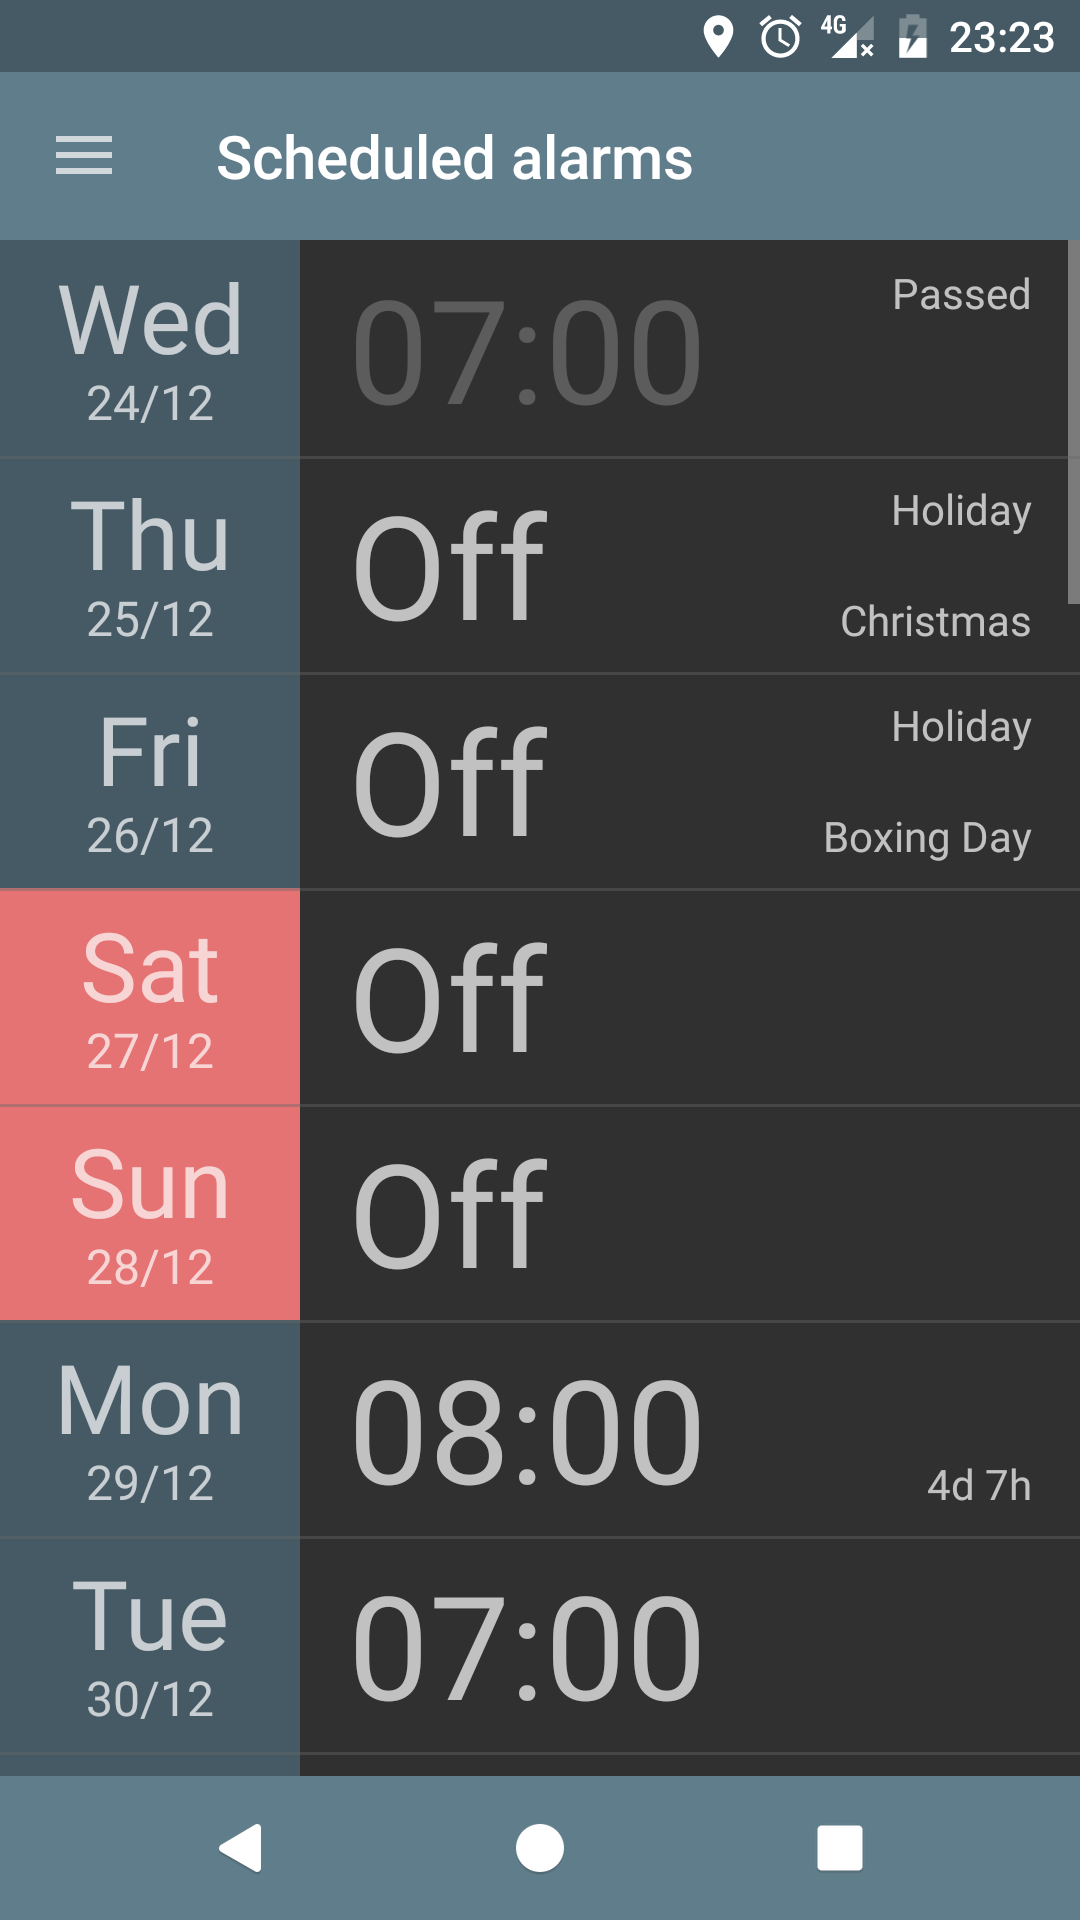 4G 23:23
Scheduled alarms
Wed
24/12
07:00
Passed
Thu
25/12
Off
Holiday
Christmas
Fri
26/12
Off
Holiday
Boxing Day
Sat
27/12
Off
Sun
28/12
Off
Mon
29/12
08:00
4d 7h
Tue
30/12
07:00